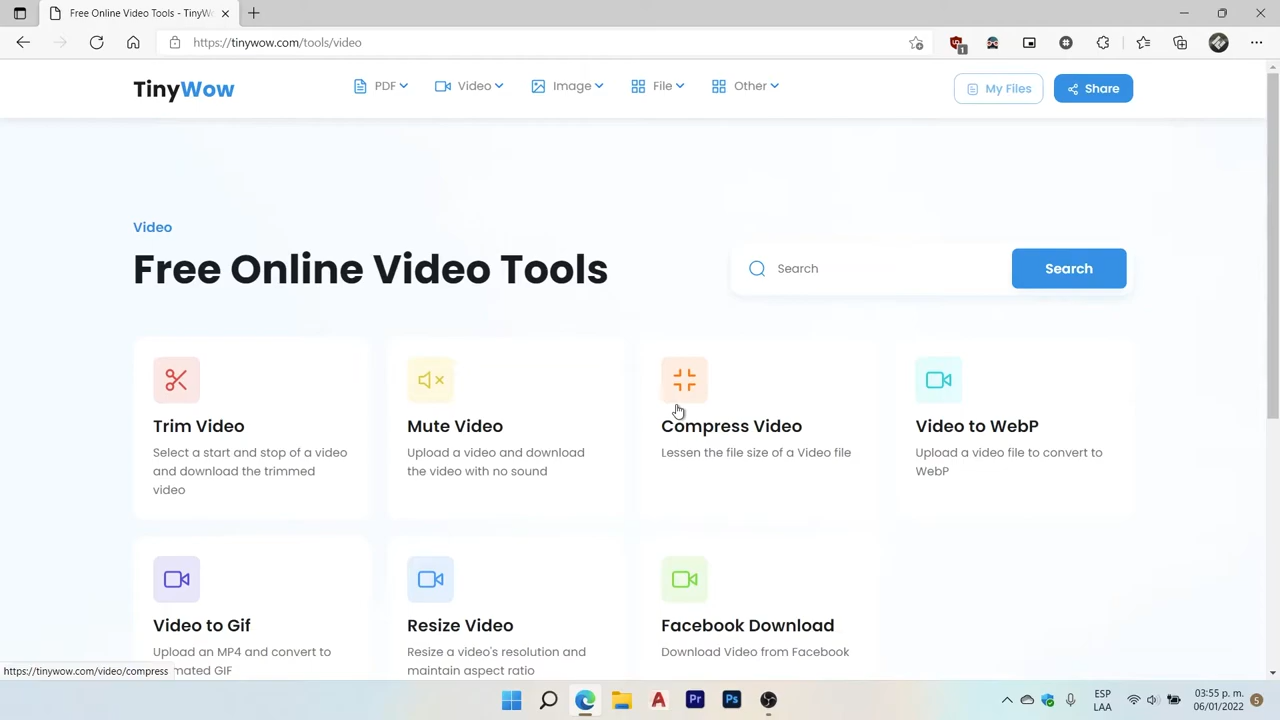 Free Online Video Tools - TinyW
https://tinywow.com/tools/video
1
TinyWow
PDF
Video
Image
File
Other
My Files
Share
Video
Free Online Video Tools
Search
Search
Trim Video
Select a start and stop of a video
and download the trimmed
video
Mute Video
Upload a video and download
the video with no sound
Compress Video
Lessen the file size of a Video file
Video to WebP
Upload a video file to convert to
WebP
Video to Gif
Upload an MP4 and convert to
mated GIF
Resize Video
Resize a video's resolution and
maintain aspect ratio
Facebook Download
Download Video from Facebook
https://tinywow.com/video/compress
A
Pr
Ps
ESP
LAA
03:55 p. m.
06/01/2022
5